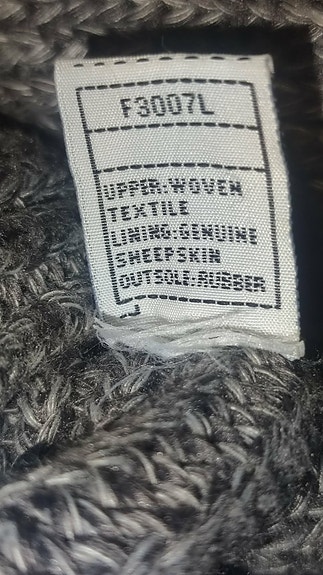 F3007L
UPPER:WOVEN
TEXTILE
LINING:GENUINE
SHEEPSKIN
OUTSOLE:RUBBER